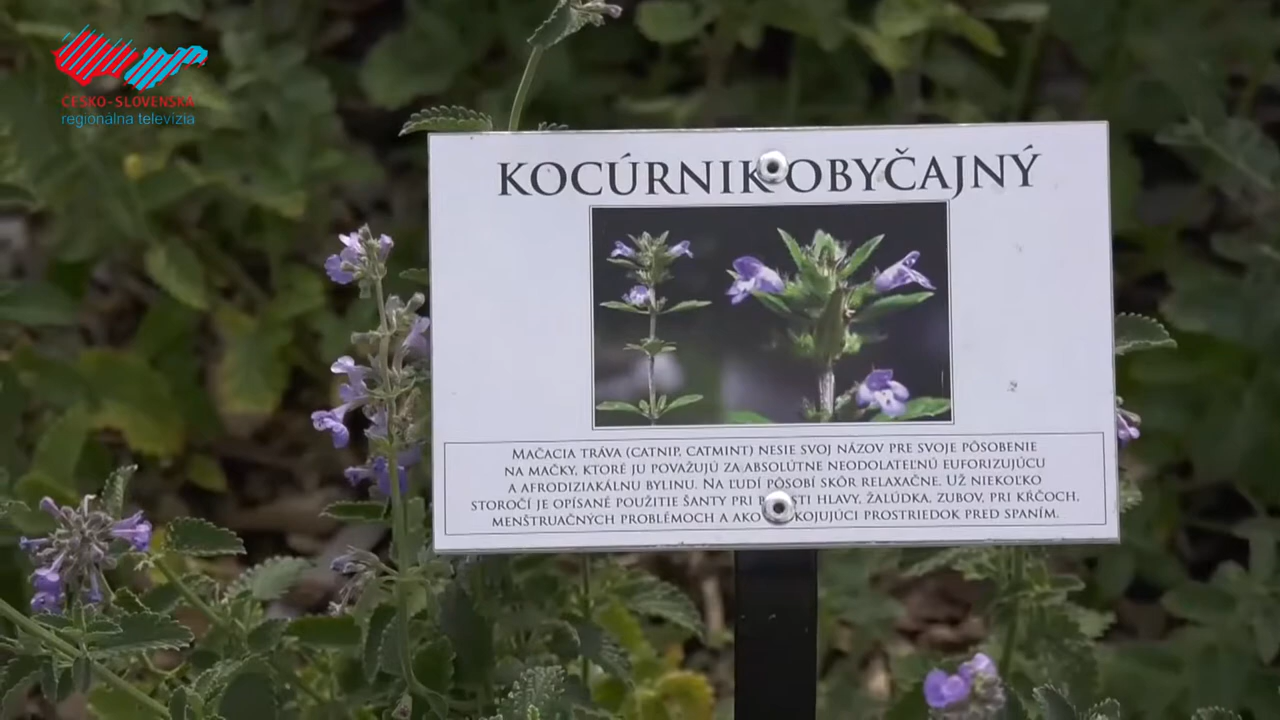 ČESKO-SLOVENSKÁ
regionálna televízia
KOCÚRNIK OBYČAJNÝ
MAČACIA TRÁVA (CATNIP, CATMINT) NESIE SVOJ NÁZOV PRE SVOJE PÔSOBENIE
NA MAČKY, KTORÉ JU POVAŽUJÚ ZA ABSOLÚTNE NEODOLATEĽNÚ EUFORIZUJÚCU
A AFRODIZIAKÁLNU BYLINU. NA ĽUDÍ PÔSOBÍ SKÔR RELAXAČNE. UŽ NIEKOĽKO
STOROČÍ JE OPÍSANÉ POUŽITIE ŠANTY PRI HLAVY, ŽALÚDKA, ZUBOV, PRI KŔČOCH,
MENŠTRUAČNÝCH PROBLÉMOCH A AKO PROSTRIEDOK PRED SPANÍM.